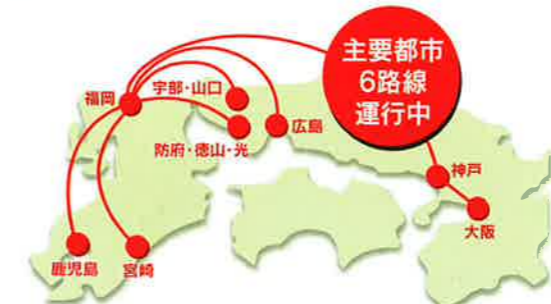 主要都市
6路線
運行中
福岡
宇部・山口
広島
防府・徳山・光
神戸
大阪
鹿児島
宮崎